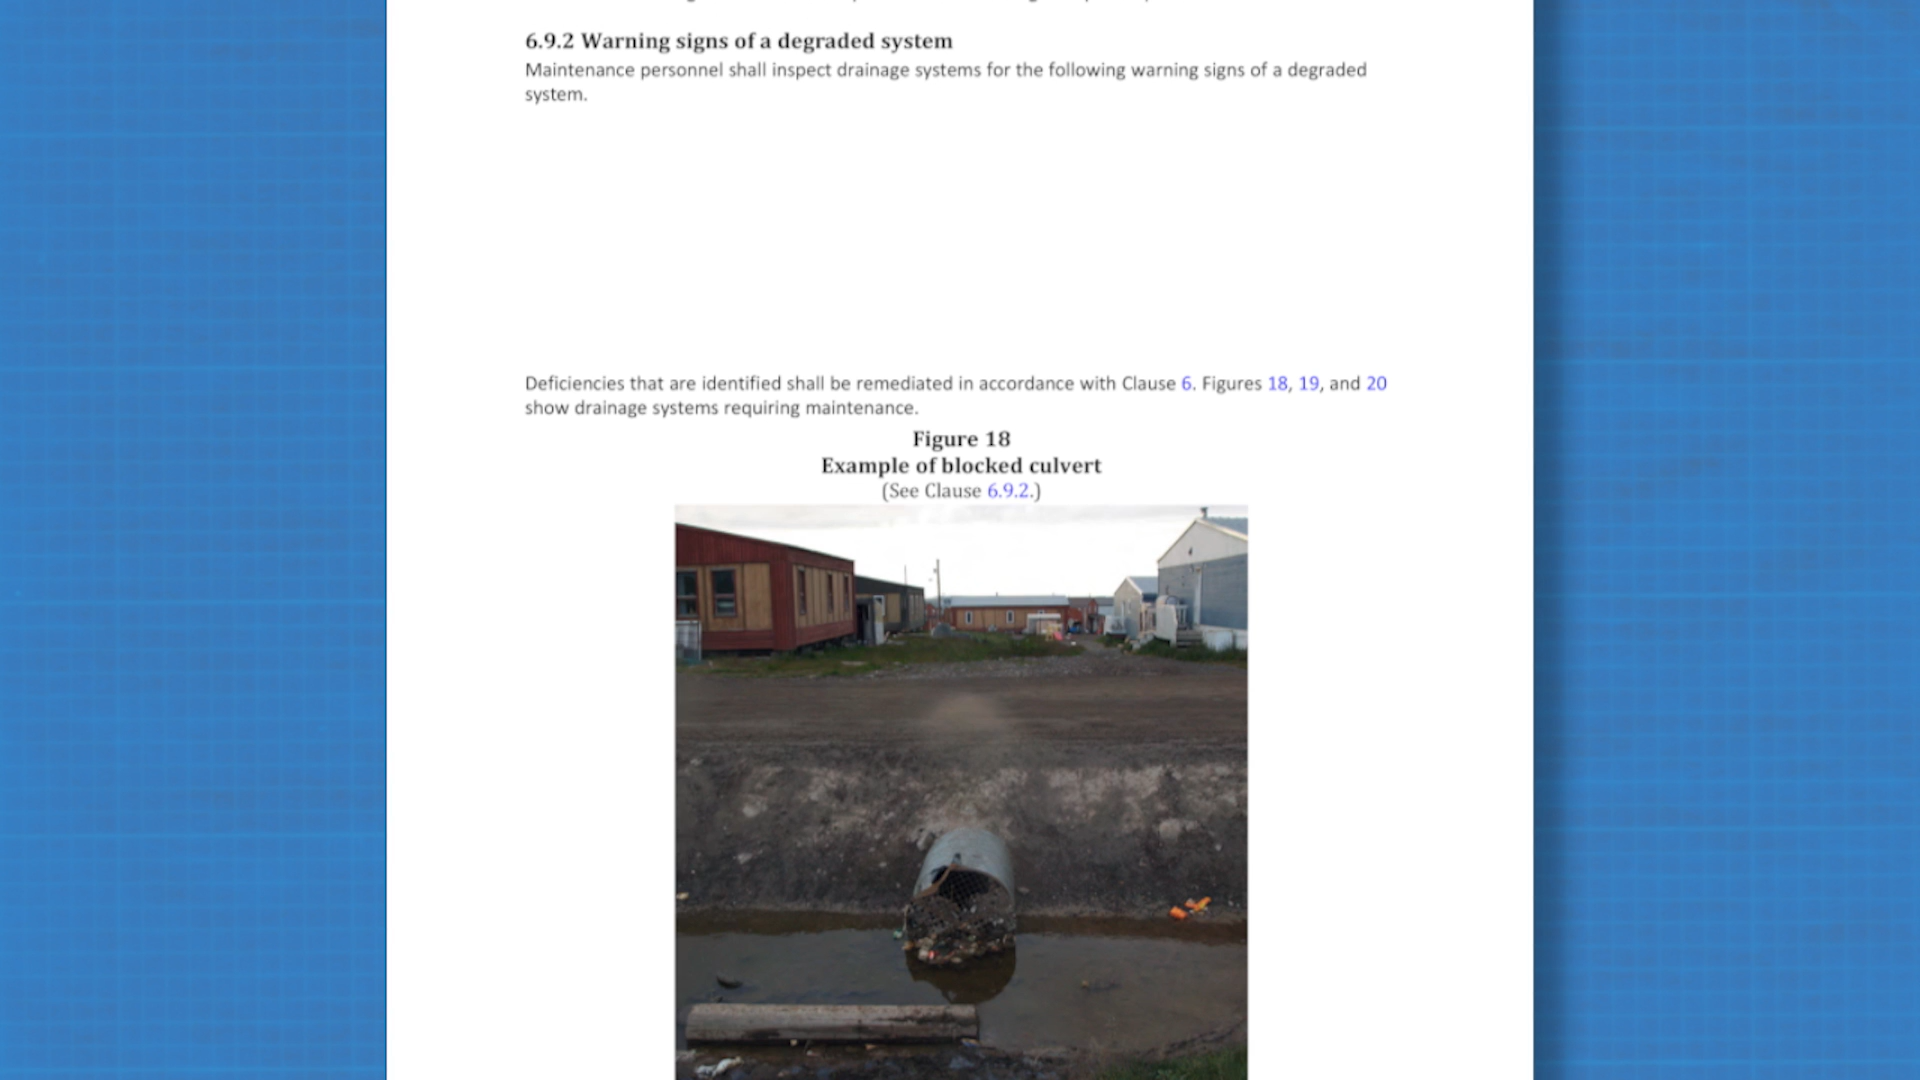 6.9.2 Warning signs of a degraded system
Maintenance personnel shall inspect drainage systems for the following warning signs of a degraded
system.
Deficiencies that are identified shall be remediated in accordance with Clause 6. Figures 18, 19, and 20
show drainage systems requiring maintenance.
Figure 18
Example of blocked culvert
(See Clause 6.9.2.)